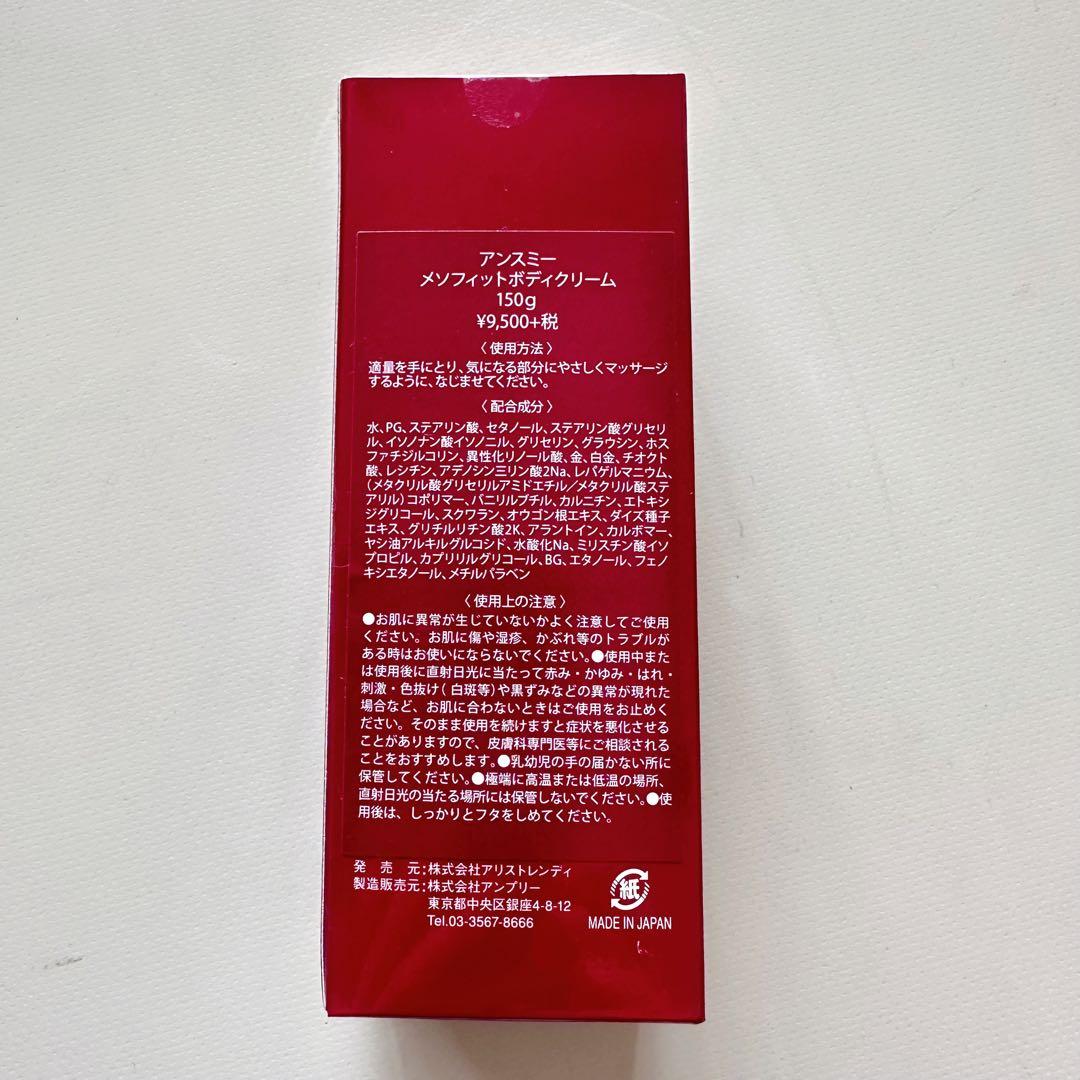 アンスミー
メソフィットボディクリーム
150g
¥9,500+税
〈 使用方法 〉
適量を手にとり、気になる部分にやさしくマッサージ
するように、なじませてください。
〈 配合成分 〉
水、PG、ステアリン酸、セタノール、ステアリン酸グリセリ
ル、イソノナン酸イソノニル、グリセリン、グラウシン、ホス
ファチジルコリン、異性化リノール酸、金、白金、チオクト
酸、レシチン、アデノシン三リン酸2Na、レパゲルマニウム、
(メタクリル酸グリセリルアミドエチル/メタクリル酸ステ
アリル)コポリマー、バニリルブチル、カルニチン、エトキシ
ジグリコール、スクワラン、オウゴン根エキス、ダイズ種子
エキス、グリチルリチン酸2K、アラントイン、カルボマー、
ヤシ油アルキルグルコシド、水酸化Na、ミリスチン酸イソ
プロピル、カプリリルグリコール、BG、エタノール、フェノ
キシエタノール、メチルパラベン
〈 使用上の注意 〉
●お肌に異常が生じていないかよく注意してご使用
ください。お肌に傷や湿疹、かぶれ等のトラブルが
ある時はお使いにならないでください。●使用中また
は使用後に直射日光に当たって赤み・かゆみ・はれ・
刺激・色抜け( 白斑等)や黒ずみなどの異常が現れた
場合など、お肌に合わないときはご使用をお止めく
ださい。そのまま使用を続けますと症状を悪化させる
ことがありますので、皮膚科専門医等にご相談される
ことをおすすめします。●乳幼児の手の届かない所に
保管してください。●極端に高温または低温の場所、
直射日光の当たる場所には保管しないでください。●使
用後は、しっかりとフタをしめてください。
発 売 元:株式会社アリストレンディ
製造販売元:株式会社アンプリー
東京都中央区銀座4-8-12
Tel.03-3567-8666
紙
MADE IN JAPAN